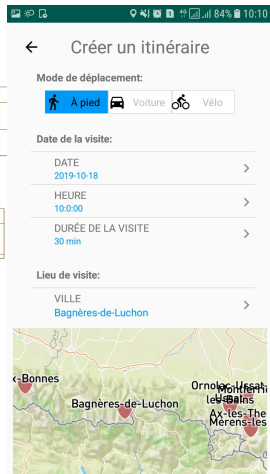 84% 10:10
Créer un itinéraire
Mode de déplacement:
À pied Voiture Vélo
Date de la visite:
DATE
2019-10-18
HEURE
10:0:00
DURÉE DE LA VISITE
30 min
Lieu de visite:
VILLE
Bagnères-de-Luchon
-Bonnes
Ornolac-Ussat-
les-Bains
Bagnères-de-Luchon
Ax-les-The
Mérens-les